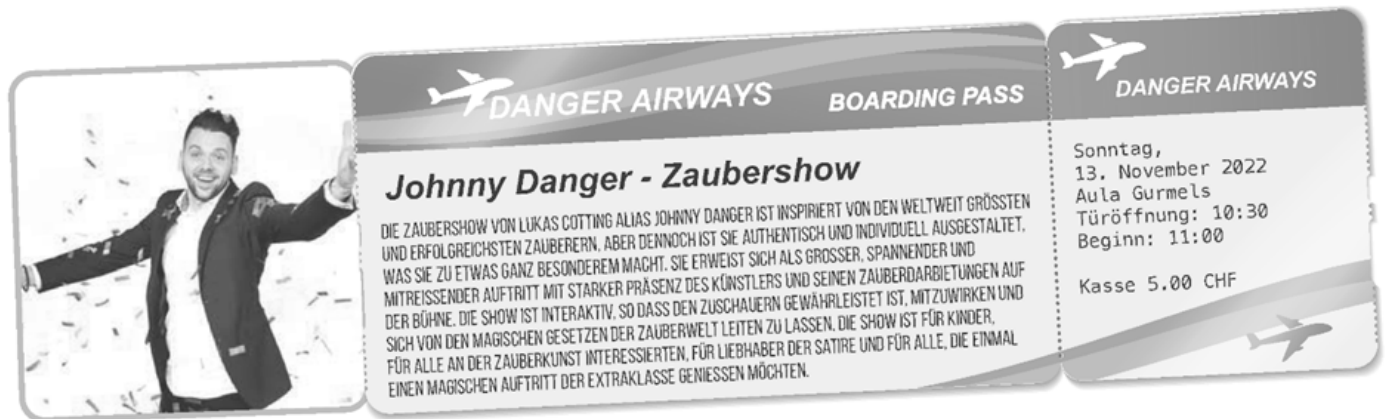 DANGER AIRWAYS
BOARDING PASS
Johnny Danger - Zaubershow
DIE ZAUBERSHOW VON LUKAS COTTING ALIAS JOHNNY DANGER IST INSPIRIERT VON DEN WELTWEIT GRÖSSTEN
UND ERFOLGREICHSTEN ZAUBERERN, ABER DENNOCH IST SIE AUTHENTISCH UND INDIVIDUELL AUSGESTALTET,
WAS SIE ZU ETWAS GANZ BESONDEREM MACHT. SIE ERWEIST SICH ALS GROSSER, SPANNENDER UND
MITREISSENDER AUFTRITT MIT STARKER PRÄSENZ DES KÜNSTLERS UND SEINEN ZAUBERDARBIETUNGEN AUF
DER BÜHNE. DIE SHOW IST INTERAKTIV, SO DASS DEN ZUSCHAUERN GEWÄHRLEISTET IST, MITZUWIRKEN UND
SICH VON DEN MAGISCHEN GESETZEN DER ZAUBERWELT LEITEN ZU LASSEN. DIE SHOW IST FÜR KINDER,
FÜR ALLE AN DER ZAUBERKUNST INTERESSIERTEN, FÜR LIEBHABER DER SATIRE UND FÜR ALLE, DIE EINMAL
EINEN MAGISCHEN AUFTRITT DER EXTRAKLASSE GENIESSEN MÖCHTEN.
DANGER AIRWAYS
Sonntag,
13. November 2022
Aula Gurmels
Türöffnung: 10:30
Beginn: 11:00
Kasse 5.00 CHF